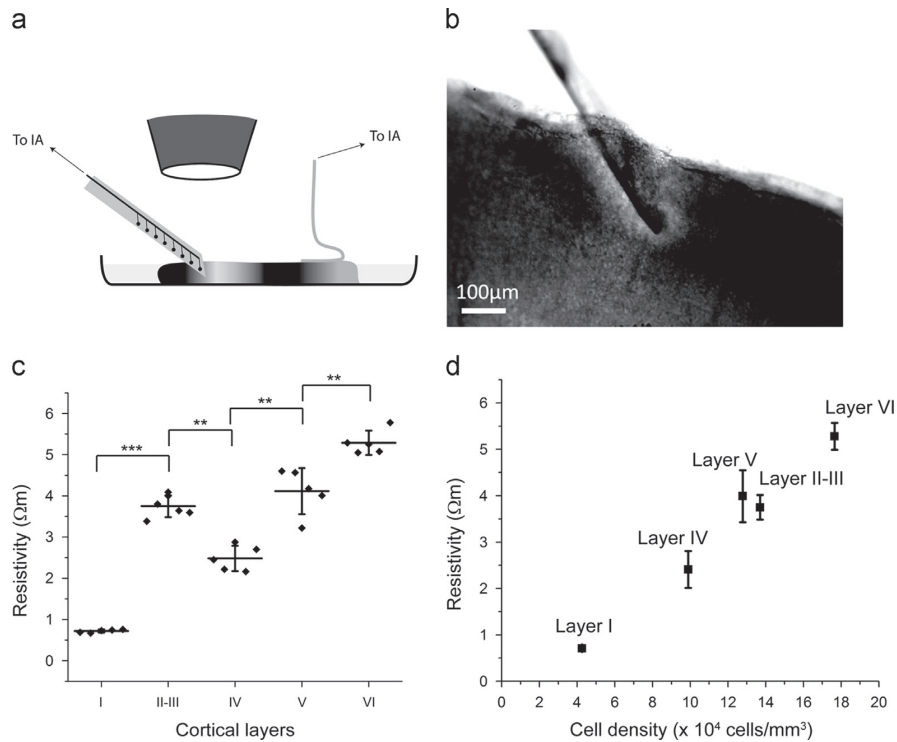 a
To IA
To IA
b
100μm
c
Resistivity (Ωm)
6
5
4
3
2
1
0
***
**
**
**
I
II-III
IV
V
VI
Cortical layers
d
Resistivity (Ωm)
6
5
4
3
2
1
0
Layer VI
Layer V
Layer II-III
Layer IV
Layer I
0 2 4 6 8 10 12 14 16 18 20
Cell density (x 10⁴ cells/mm³)